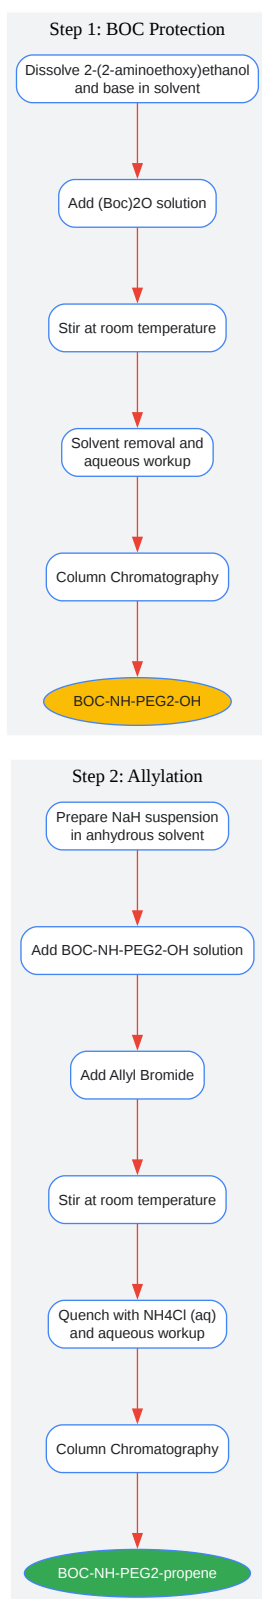 Step 1: BOC Protection
Dissolve 2-(2-aminoethoxy)ethanol
and base in solvent
Add (Boc)2O solution
Stir at room temperature
Solvent removal and
aqueous workup
Column Chromatography
BOC-NH-PEG2-OH
Step 2: Allylation
Prepare NaH suspension
in anhydrous solvent
Add BOC-NH-PEG2-OH solution
Add Allyl Bromide
Stir at room temperature
Quench with NH4Cl (aq)
and aqueous workup
Column Chromatography
BOC-NH-PEG2-propene